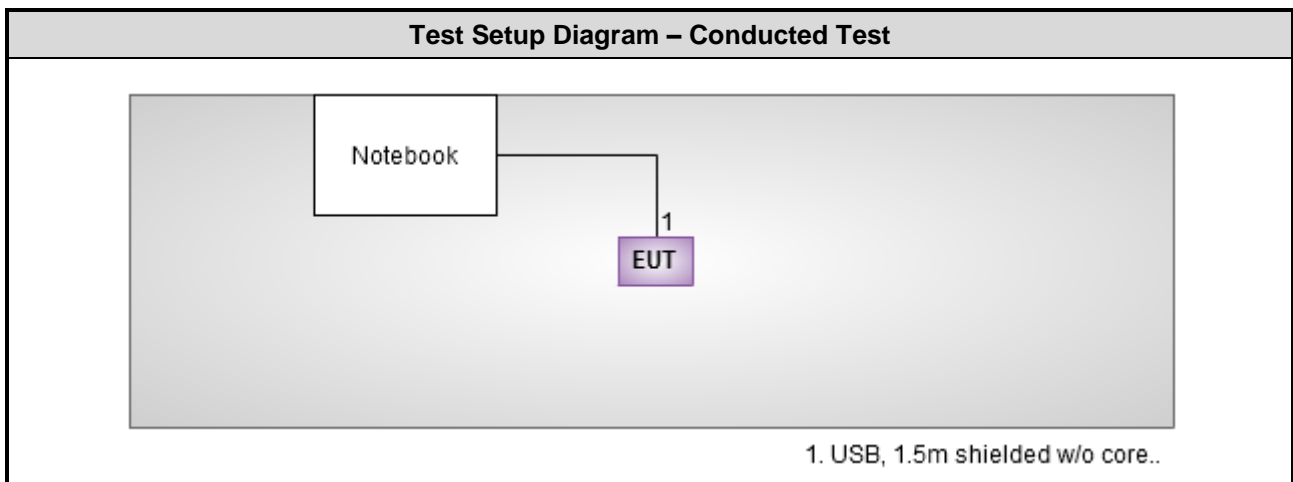 Test Setup Diagram – Conducted Test
Notebook
1
EUT
1. USB, 1.5m shielded w/o core..